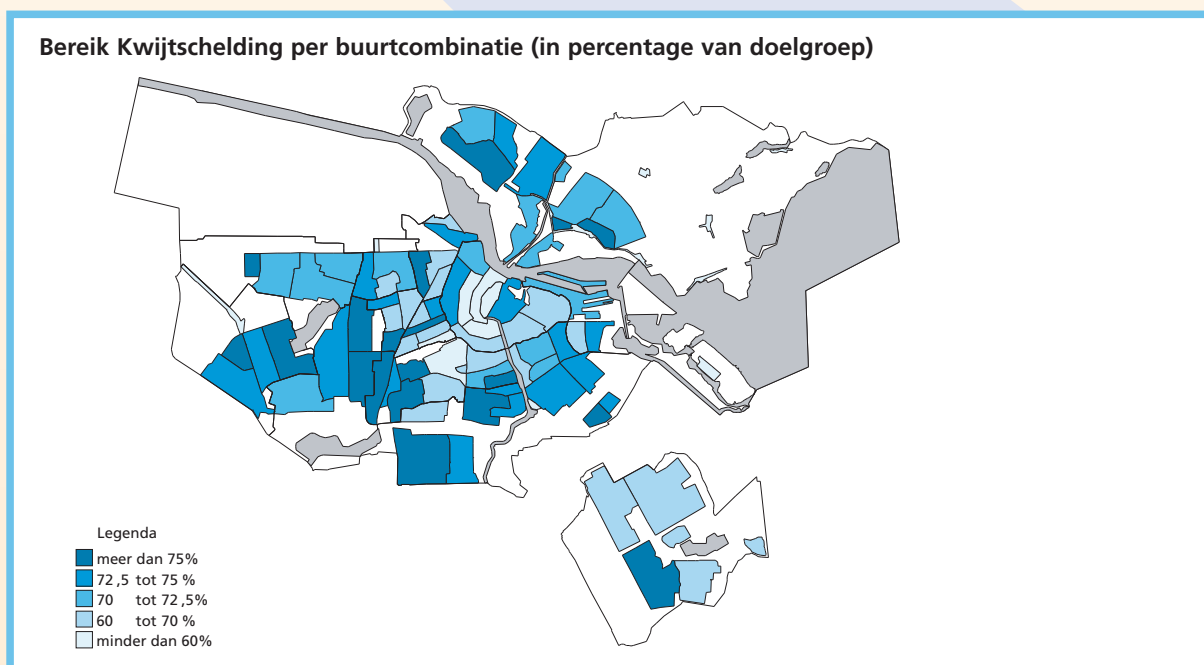 Bereik Kwijtschelding per buurtcombinatie (in percentage van doelgroep)
Legenda
meer dan 75%
72,5 tot 75 %
70 tot 72,5%
60 tot 70 %
minder dan 60%